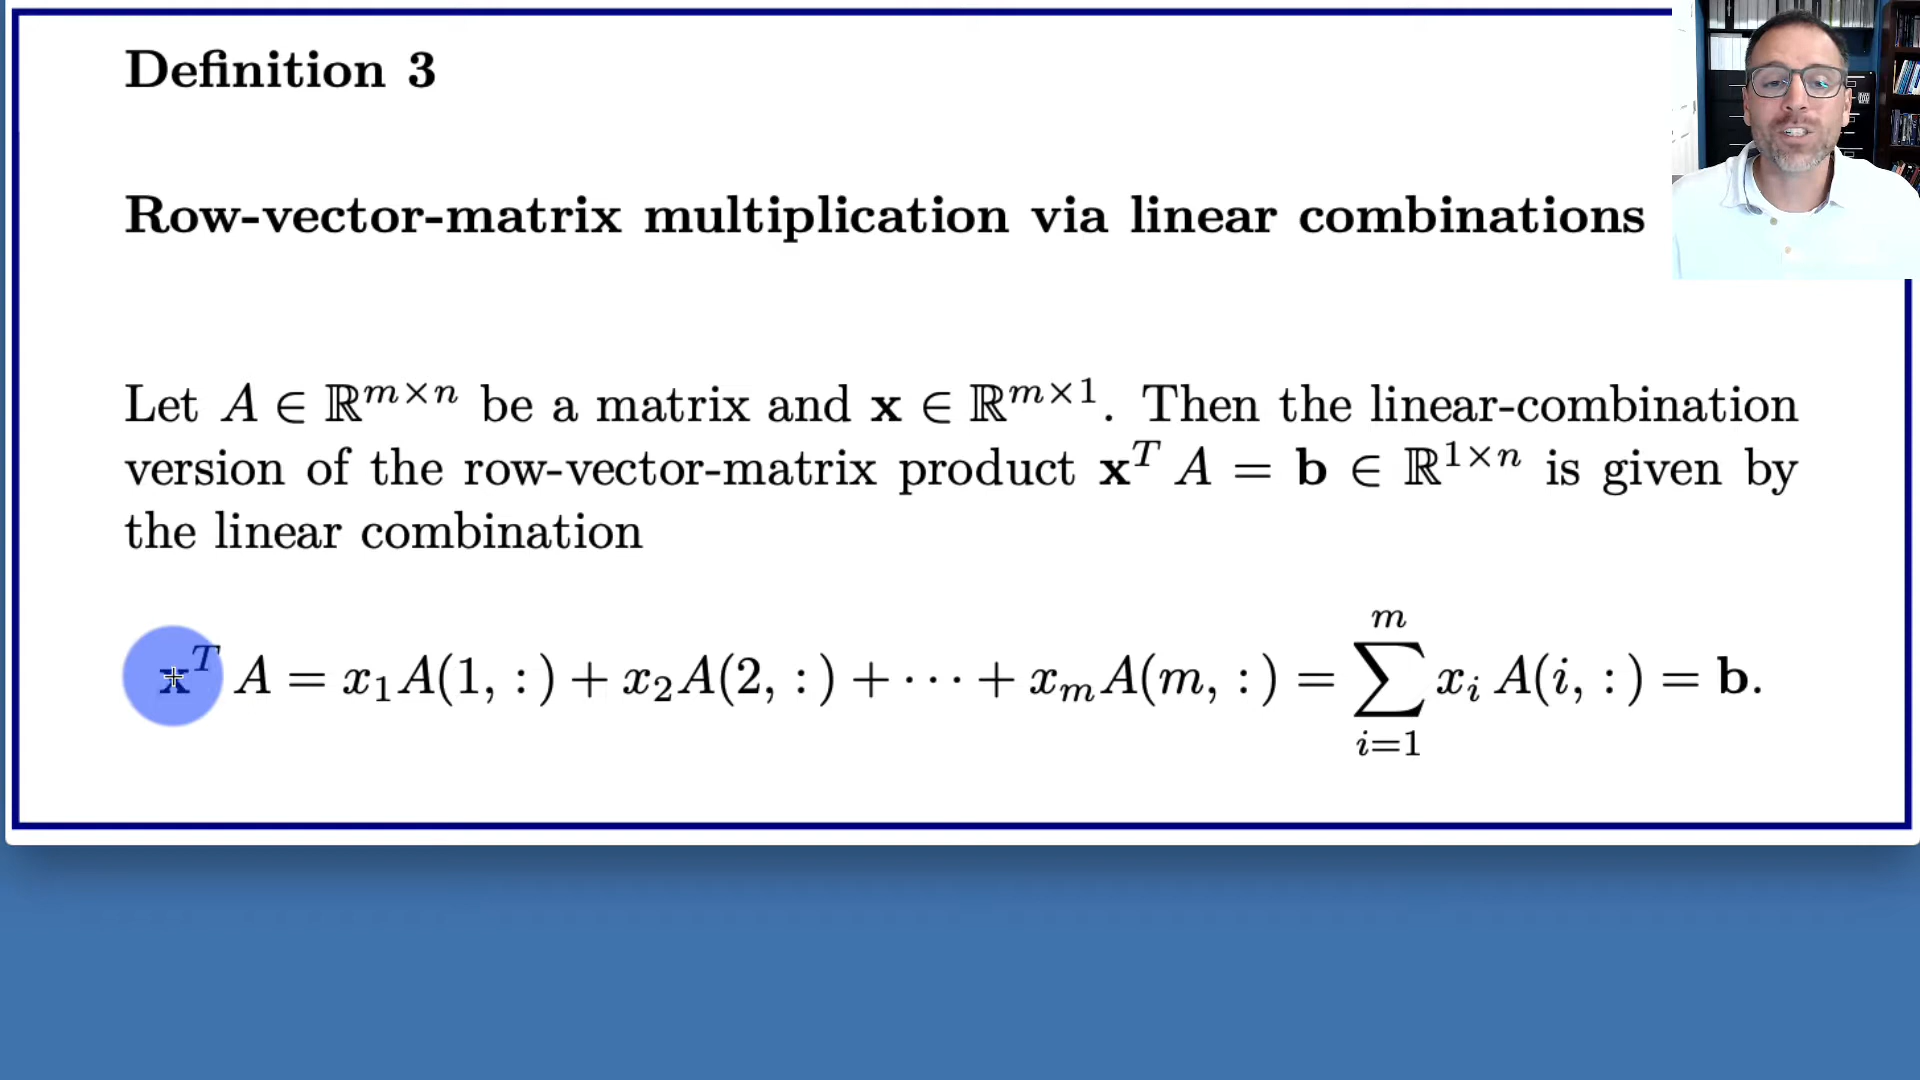 Definition 3
Row-vector-matrix multiplication via linear combinations
Let A ∈ ℝ^{m×n} be a matrix and 𝐱 ∈ ℝ^{m×1}. Then the linear-combination
version of the row-vector-matrix product 𝐱^T A = 𝐛 ∈ ℝ^{1×n} is given by
the linear combination
𝐱^T A = x_1 A(1, :) + x_2 A(2, :) + ⋯ + x_m A(m, :) = ∑_{i=1}^{m} x_i A(i, :) = 𝐛.